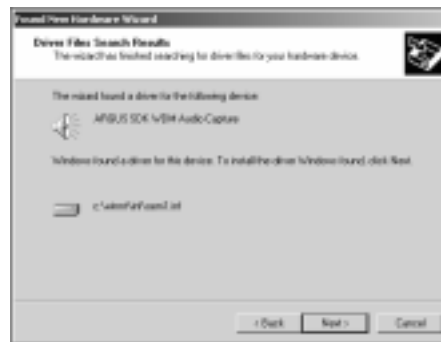 Found New Hardware Wizard
Driver Files Search Results
The wizard has finished searching for driver files for your hardware device.
The wizard found a driver for the following device:
ARGUS SDK WDM Audio Capture
Windows found a driver for this device. To install the driver Windows found, click Next.
< Back
Next >
Cancel